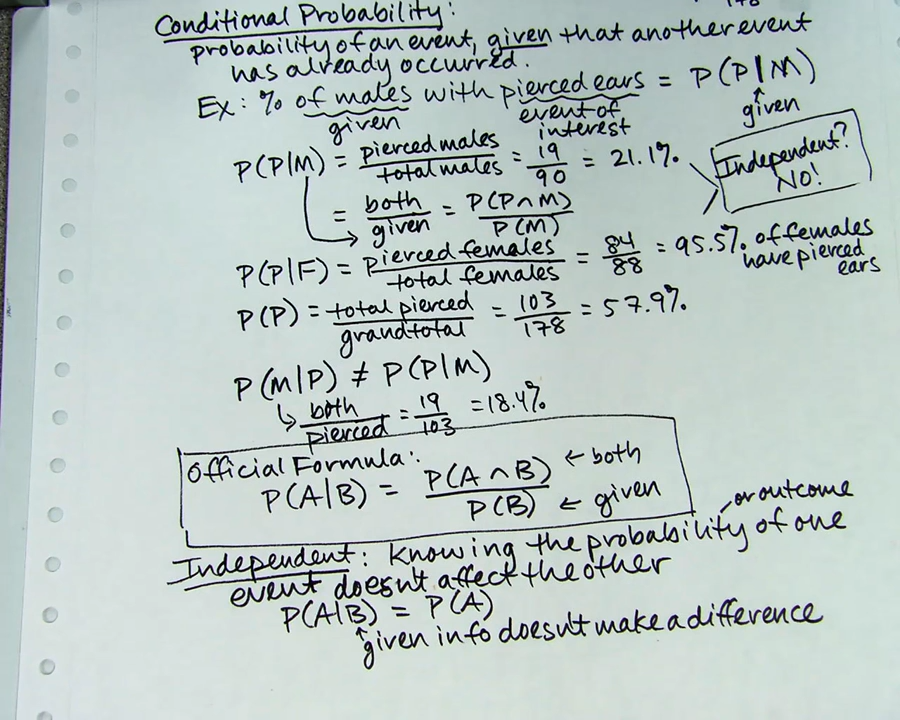 178
Conditional Probability:
probability of an event, given that another event
has already occurred.
Ex: % of males with pierced ears = P(P|M)
given event of interest ↑ given
P(P|M) = pierced males / total males = 19/90 = 21.1%
Independent? NO!
= both/given = P(P∩M)/P(M)
P(P|F) = pierced females / total females = 84/88 = 95.5% of females have pierced ears
P(P) = total pierced / grand total = 103/178 = 57.9%
P(M|P) ≠ P(P|M)
↳ both/pierced = 19/103 = 18.4%
Official Formula:
P(A|B) = P(A∩B) ← both / P(B) ← given
or outcome
Independent: Knowing the probability of one
event doesn't affect the other
P(A|B) = P(A)
↑ given info doesn't make a difference